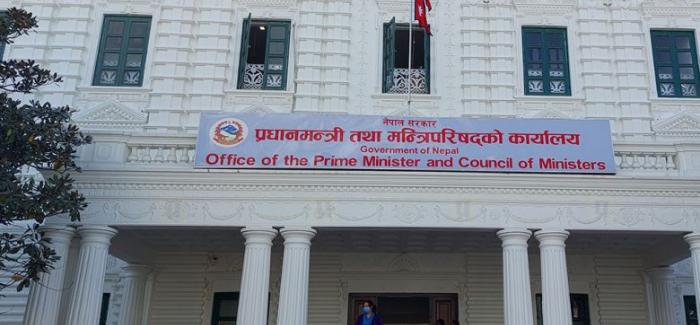 नेपाल सरकार
प्रधानमन्त्री तथा मन्त्रिपरिषद्को कार्यालय
Government of Nepal
Office of the Prime Minister and Council of Ministers